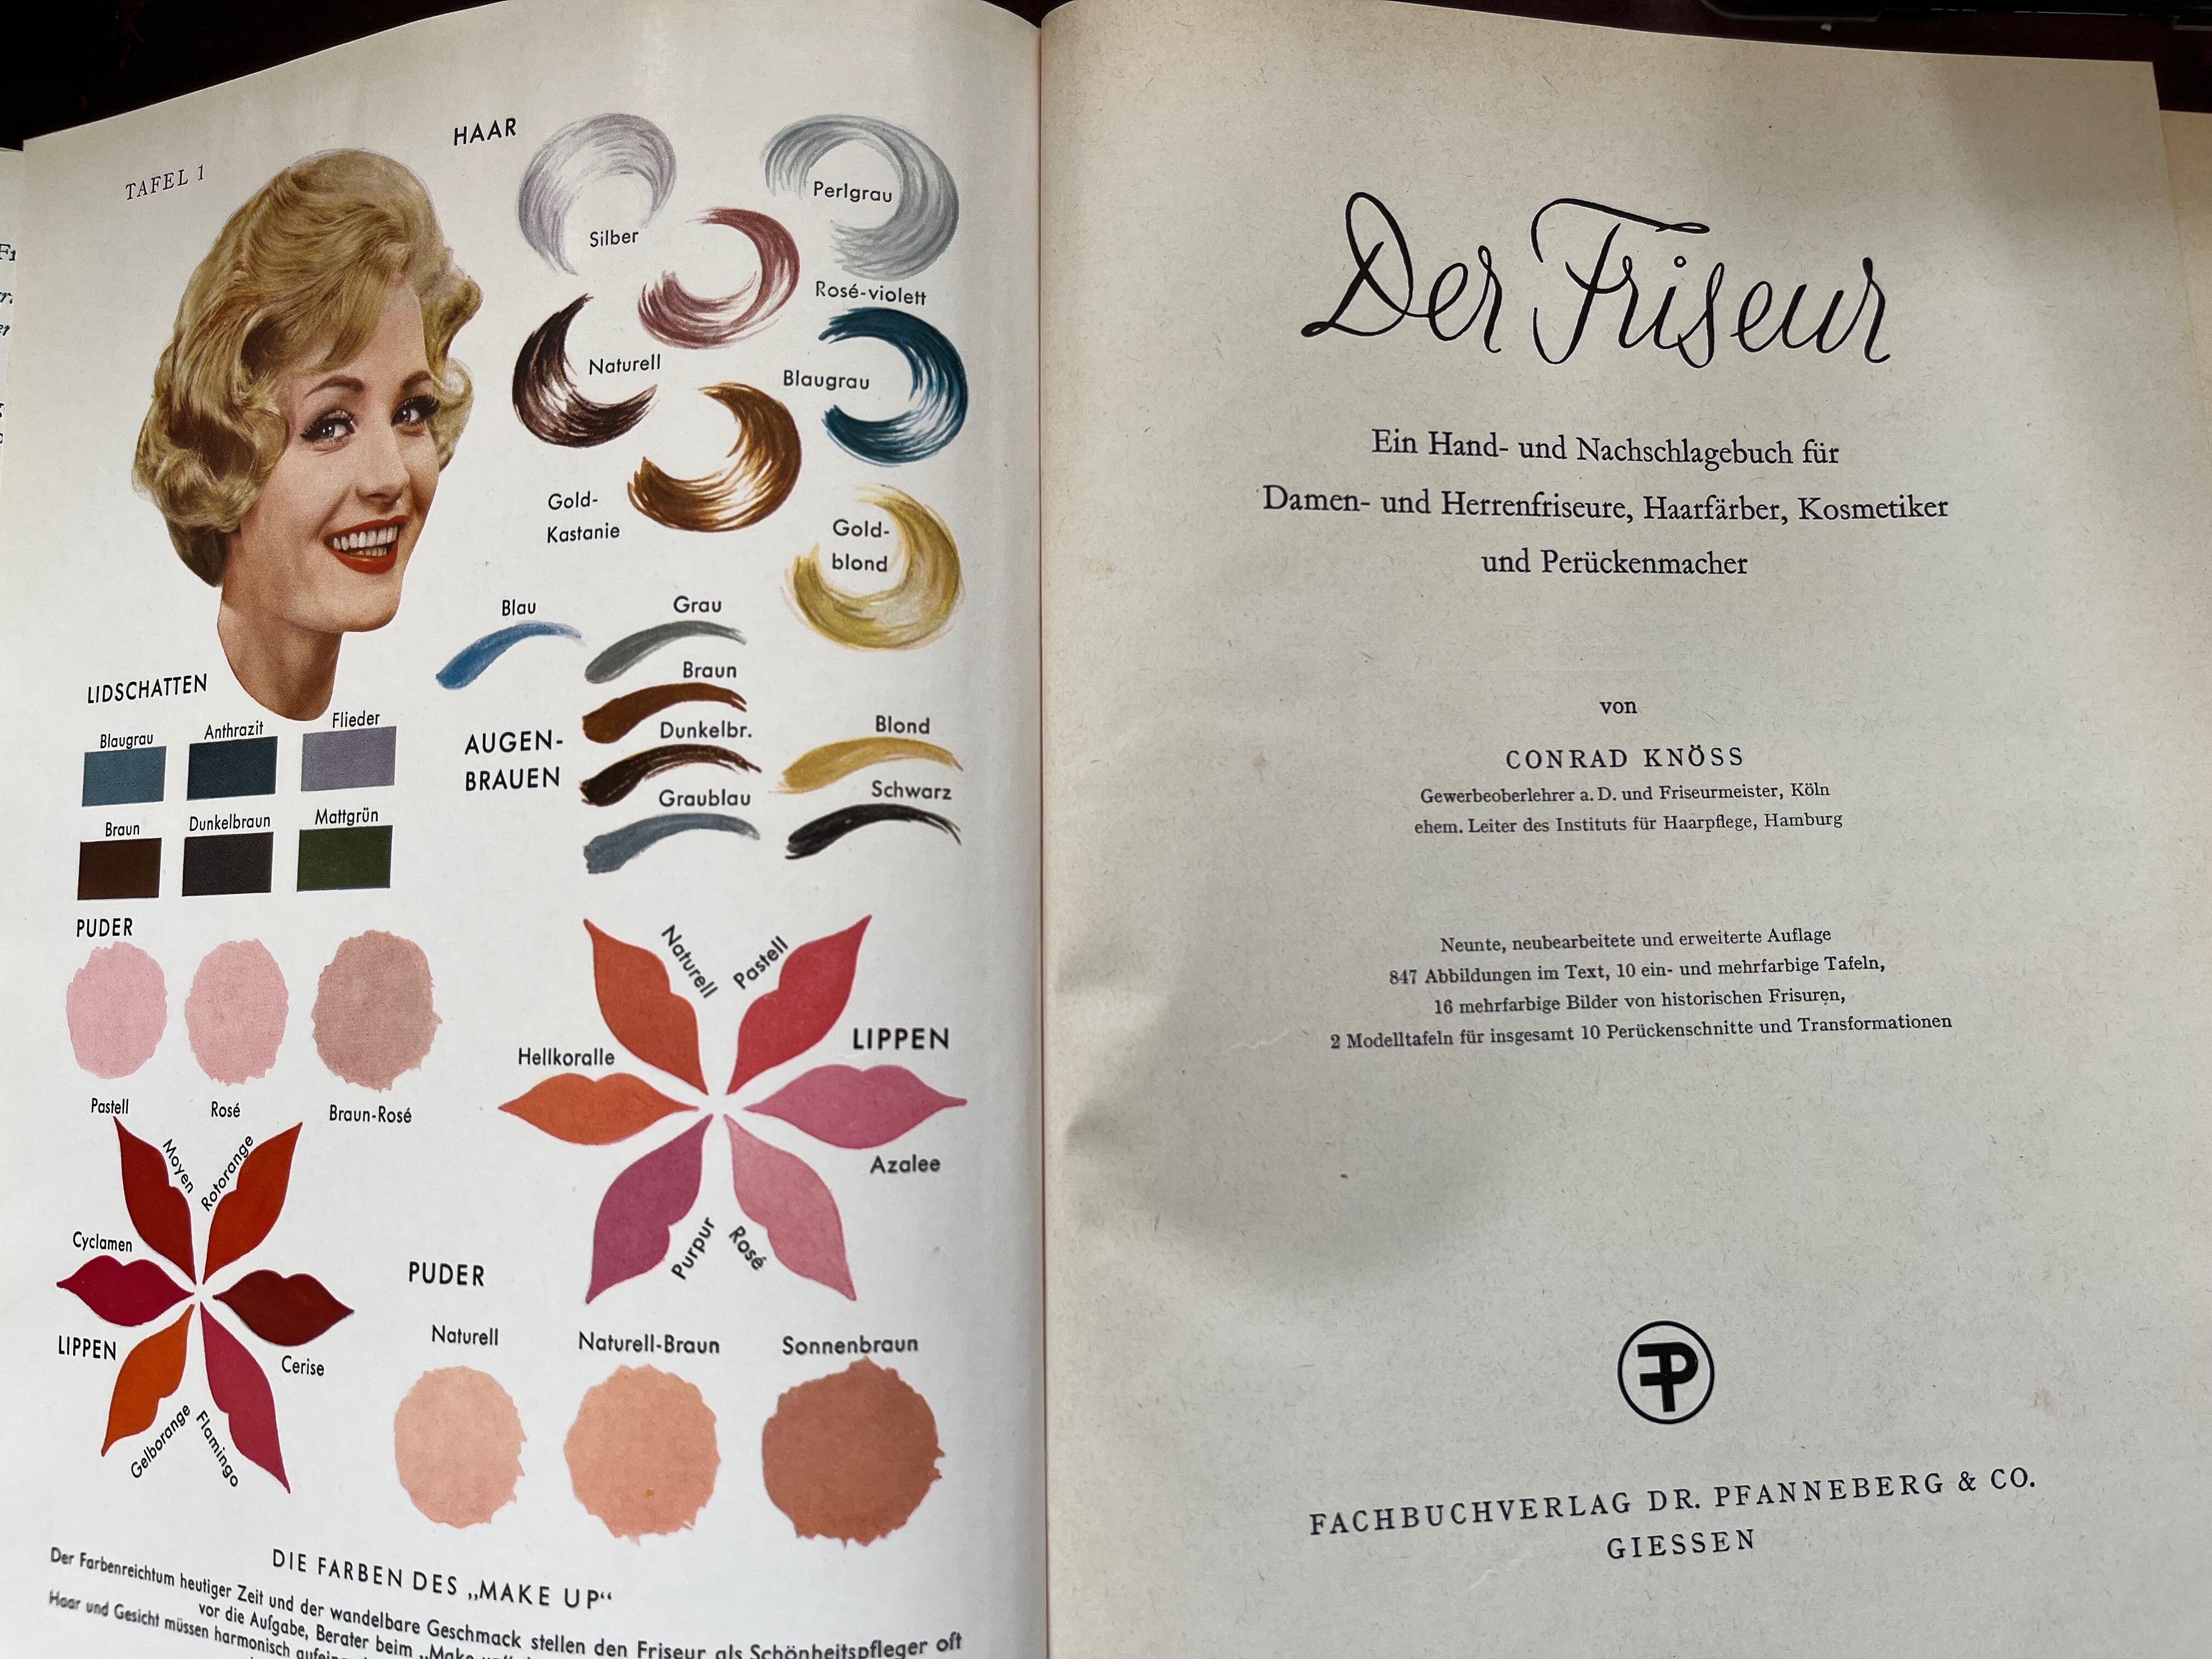 TAFEL 1
HAAR
Silber
Perlgrau
Rosé-violett
Naturell
Blaugrau
Gold-
Kastanie
Gold-
blond
LIDSCHATTEN
Blaugrau
Anthrazit
Flieder
Braun
Dunkelbraun
Mattgrün
AUGEN-
BRAUEN
Blau
Grau
Braun
Dunkelbr.
Blond
Graublau
Schwarz
PUDER
Pastell
Rosé
Braun-Rosé
LIPPEN
Naturell
Pastell
Hellkoralle
Azalee
Purpur
Rosé
Moyen
Rotorange
Cyclamen
LIPPEN
Cerise
Gelborange
Flamingo
PUDER
Naturell
Naturell-Braun
Sonnenbraun
DIE FARBEN DES „MAKE UP“
Der Farbenreichtum heutiger Zeit und der wandelbare Geschmack stellen den Friseur als Schönheitspfleger oft
vor die Aufgabe, Berater beim
Haar und Gesicht müssen harmonisch
Der Friseur
Ein Hand- und Nachschlagebuch für
Damen- und Herrenfriseure, Haarfärber, Kosmetiker
und Perückenmacher
von
CONRAD KNÖSS
Gewerbeoberlehrer a. D. und Friseurmeister, Köln
ehem. Leiter des Instituts für Haarpflege, Hamburg
Neunte, neubearbeitete und erweiterte Auflage
847 Abbildungen im Text, 10 ein- und mehrfarbige Tafeln,
16 mehrfarbige Bilder von historischen Frisuren,
2 Modelltafeln für insgesamt 10 Perückenschnitte und Transformationen
FP
FACHBUCHVERLAG DR. PFANNEBERG & CO.
GIESSEN